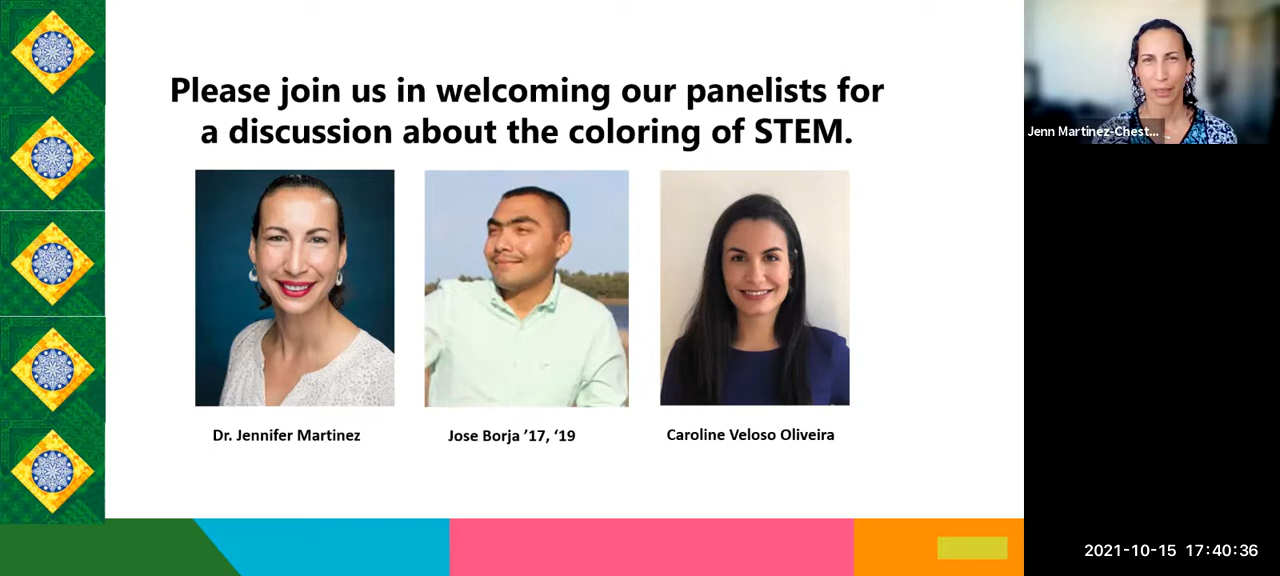 Please join us in welcoming our panelists for
a discussion about the coloring of STEM.
Dr. Jennifer Martinez
Jose Borja ’17, ‘19
Caroline Veloso Oliveira
Jenn Martinez-Chest...
2021-10-15 17:40:36